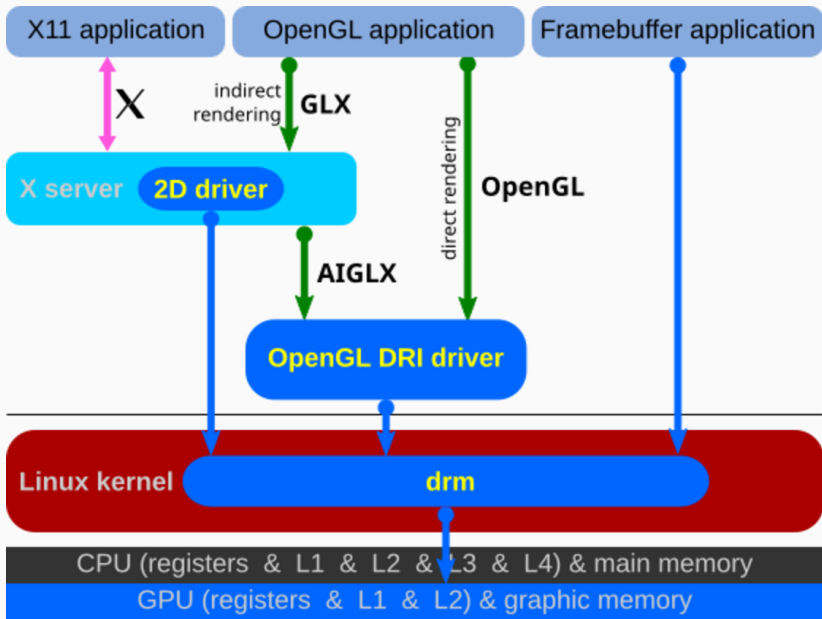 X11 application
OpenGL application
Framebuffer application
X
indirect
rendering
GLX
direct rendering
OpenGL
X server
2D driver
AIGLX
OpenGL DRI driver
Linux kernel
drm
CPU (registers & L1 & L2 & L3 & L4) & main memory
GPU (registers & L1 & L2) & graphic memory